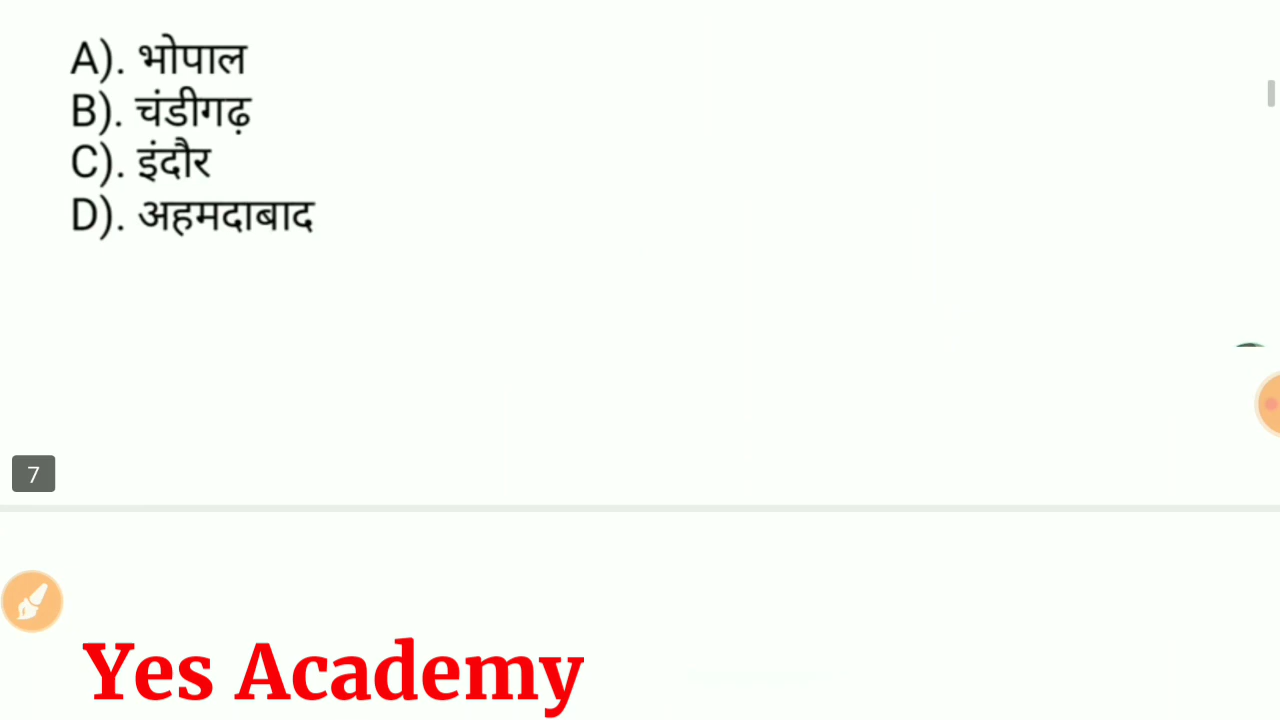 A). भोपाल
B). चंडीगढ़
C). इंदौर
D). अहमदाबाद
7
Yes Academy